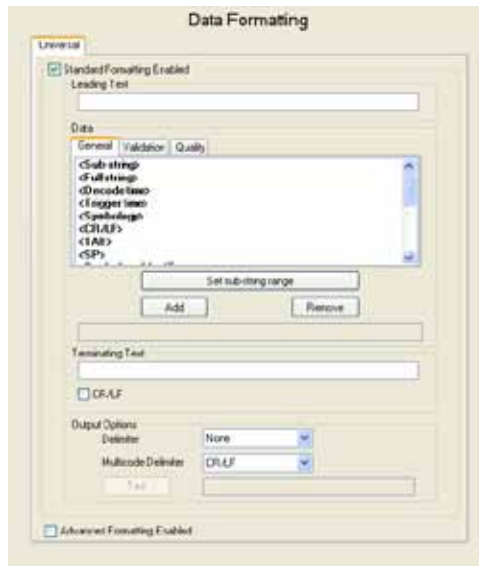 Data Formatting
Universal
Standard Formatting Enabled
Leading Text
Data
General Validation Quality
<Sub string>
<Full string>
<Decode time>
<Trigger time>
<Symbology>
<CR/LF>
<SP>
Set sub-string range
Add Remove
Terminating Text
CR/LF
Output Options
Delimiter None
Multicode Delimiter CR/LF
Text
Advanced Formatting Enabled